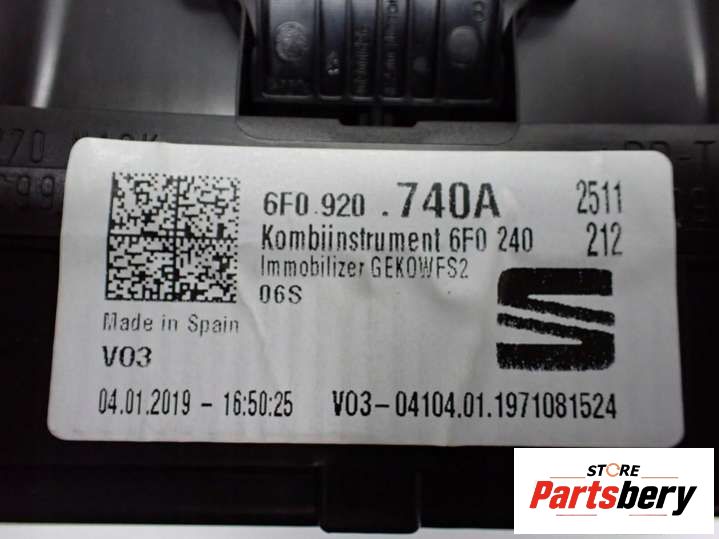 6F0 920 .740A 2511
Kombiinstrument 6F0 240 212
Immobilizer GEKOWFS2
06S
Made in Spain
V03
04.01.2019 - 16:50:25 V03-04104.01.1971081524
STORE
Partsbery